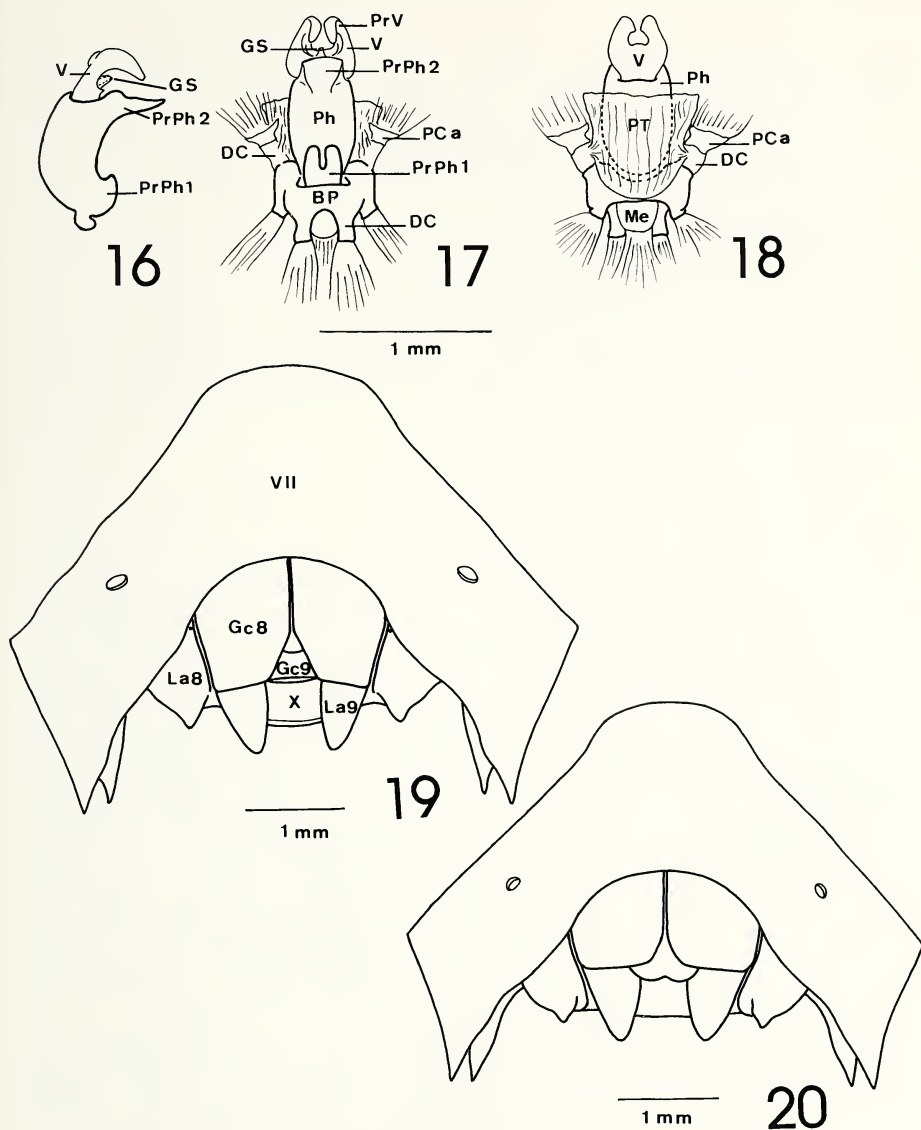 V
GS
PrPh2
PrPh1
16
PrV
GS
V
PrPh2
Ph
PCa
DC
PrPh1
BP
DC
17
V
Ph
PT
PCa
DC
Me
18
1 mm
VII
Gc8
Gc9
La8
X
La9
19
1 mm
20
1 mm